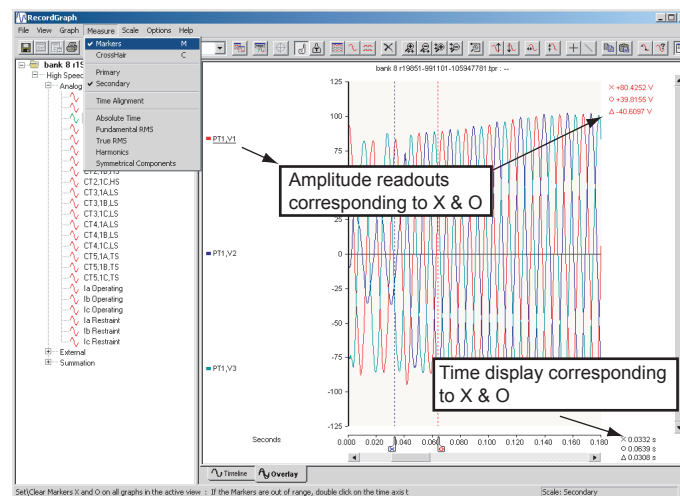 RecordGraph
File View Graph Measure Scale Options Help
Markers M
CrossHair C
Primary
Secondary
Time Alignment
Absolute Time
Fundamental RMS
True RMS
Harmonics
Symmetrical Components
bank 8 r19
High Speed
Analog
CT2,1B,HS
CT2,1C,HS
CT3,1A,LS
CT3,1B,LS
CT3,1C,LS
CT4,1A,LS
CT4,1B,LS
CT4,1C,LS
CT5,1A,TS
CT5,1B,TS
CT5,1C,TS
Ia Operating
Ib Operating
Ic Operating
Ia Restraint
Ib Restraint
Ic Restraint
External
Summation
bank 8 r19851-991101-105947781.tpr : --
PT1,V1
PT1,V2
PT1,V3
125
100
75
25
0
-25
-50
-75
-100
-125
× +80.4252 V
O +39.8155 V
Δ -40.6097 V
Amplitude readouts
corresponding to X & O
Time display corresponding
to X & O
Seconds
0.000 0.020 0.040 0.060 0.080 0.100 0.120 0.140 0.160 0.180
× 0.0332 s
O 0.0639 s
Δ 0.0308 s
Timeline Overlay
Set\Clear Markers X and O on all graphs in the active view : If the Markers are out of range, double click on the time axis t
Scale: Secondary